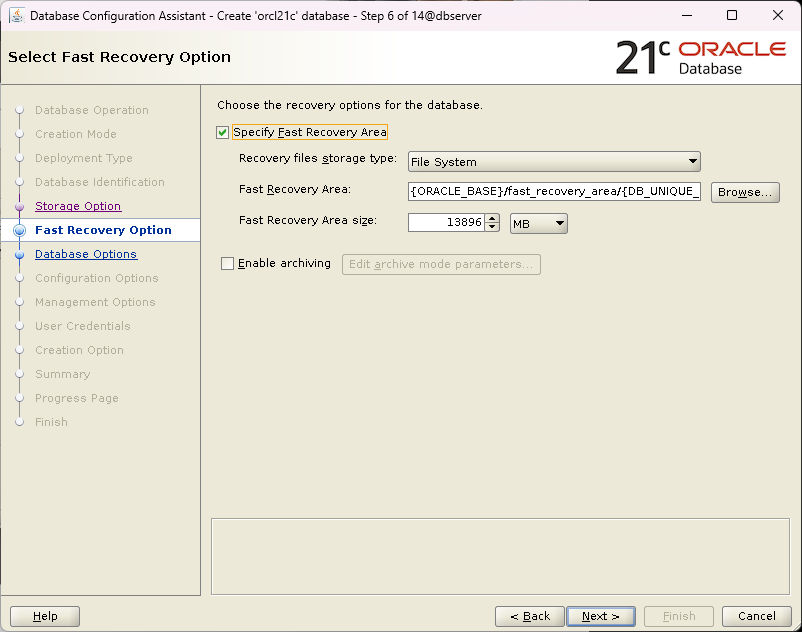 Database Configuration Assistant - Create 'orcl21c' database - Step 6 of 14@dbserver
Select Fast Recovery Option
21c ORACLE
Database
Database Operation
Creation Mode
Deployment Type
Database Identification
Storage Option
Fast Recovery Option
Database Options
Configuration Options
Management Options
User Credentials
Creation Option
Summary
Progress Page
Finish
Choose the recovery options for the database.
Specify Fast Recovery Area
Recovery files storage type: File System
Fast Recovery Area: {ORACLE_BASE}/fast_recovery_area/{DB_UNIQUE_ Browse...
Fast Recovery Area size: 13896 MB
Enable archiving Edit archive mode parameters...
Help < Back Next > Finish Cancel